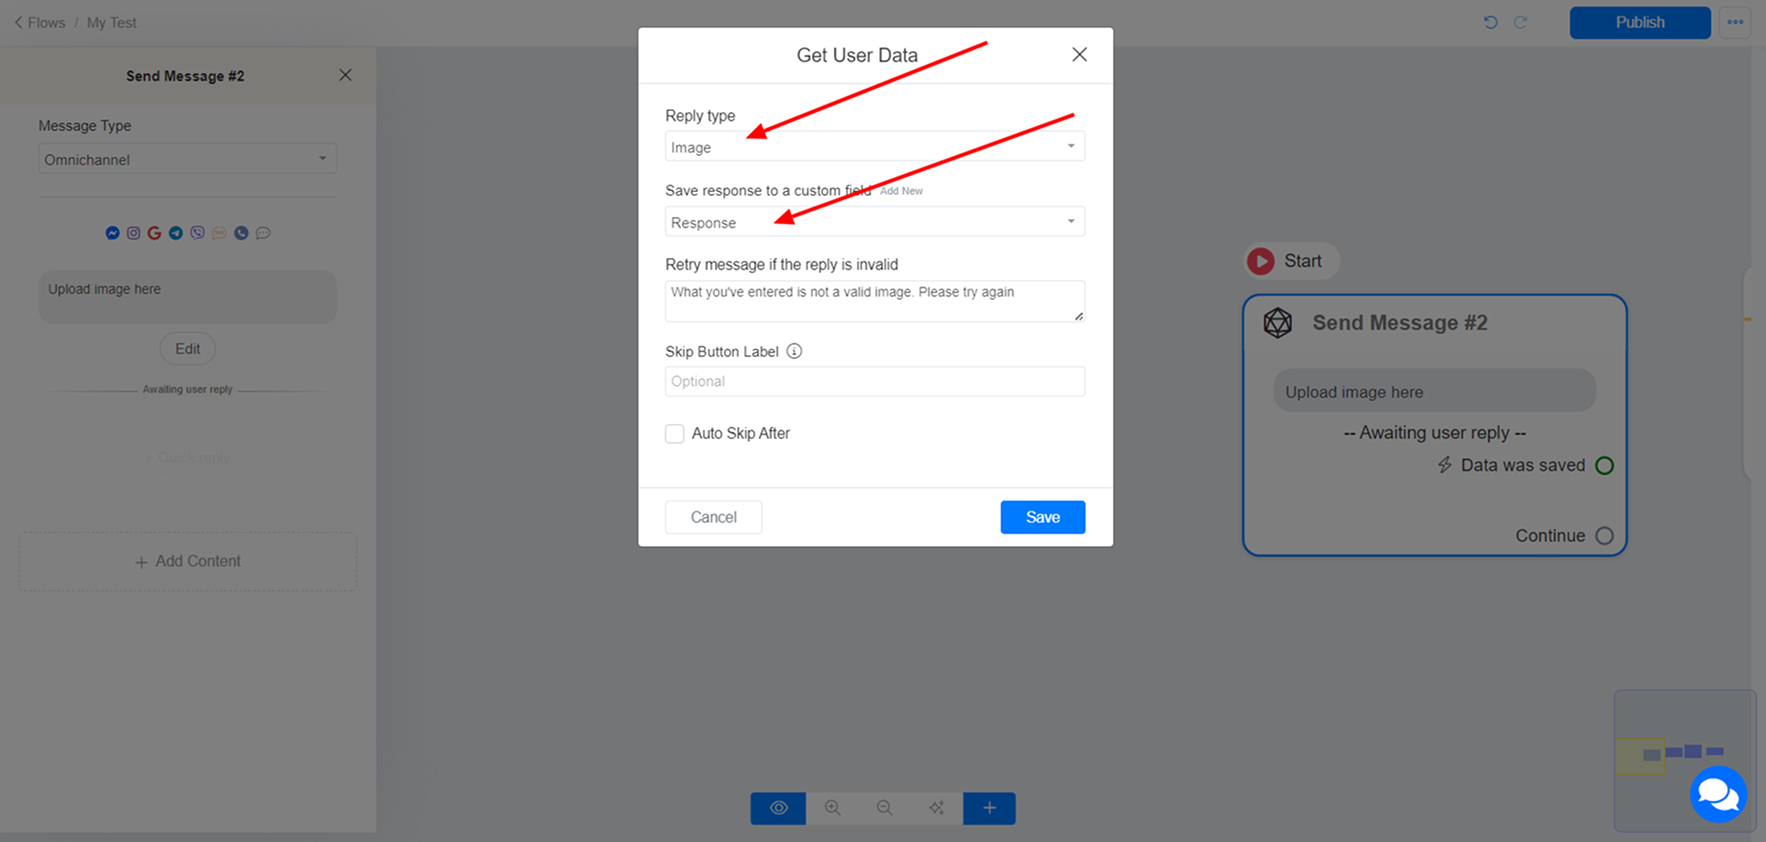 Flows / My Test
Publish
Send Message #2
Message Type
Omnichannel
Upload image here
Edit
Awaiting user reply
+ Quick reply
+ Add Content
Get User Data
Reply type
Image
Save response to a custom field Add New
Response
Retry message if the reply is invalid
What you've entered is not a valid image. Please try again
Skip Button Label
Optional
Auto Skip After
Cancel
Save
Start
Send Message #2
Upload image here
-- Awaiting user reply --
Data was saved
Continue